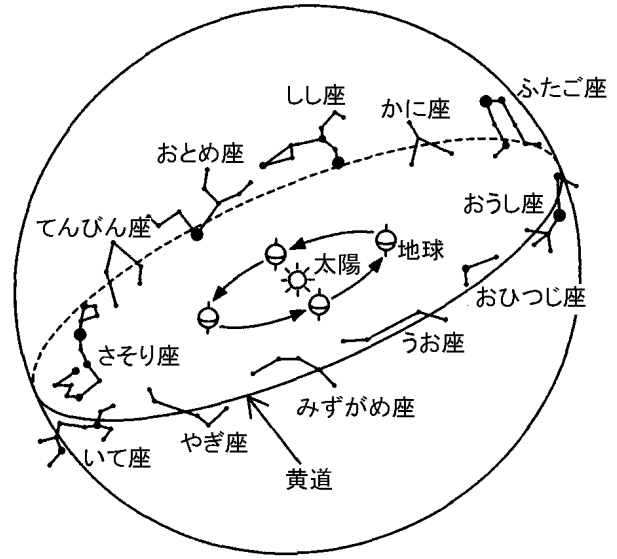 ふたご座
しし座
かに座
おとめ座
おうし座
てんびん座
地球
太陽
おひつじ座
さそり座
うお座
みずがめ座
やぎ座
いて座
黄道